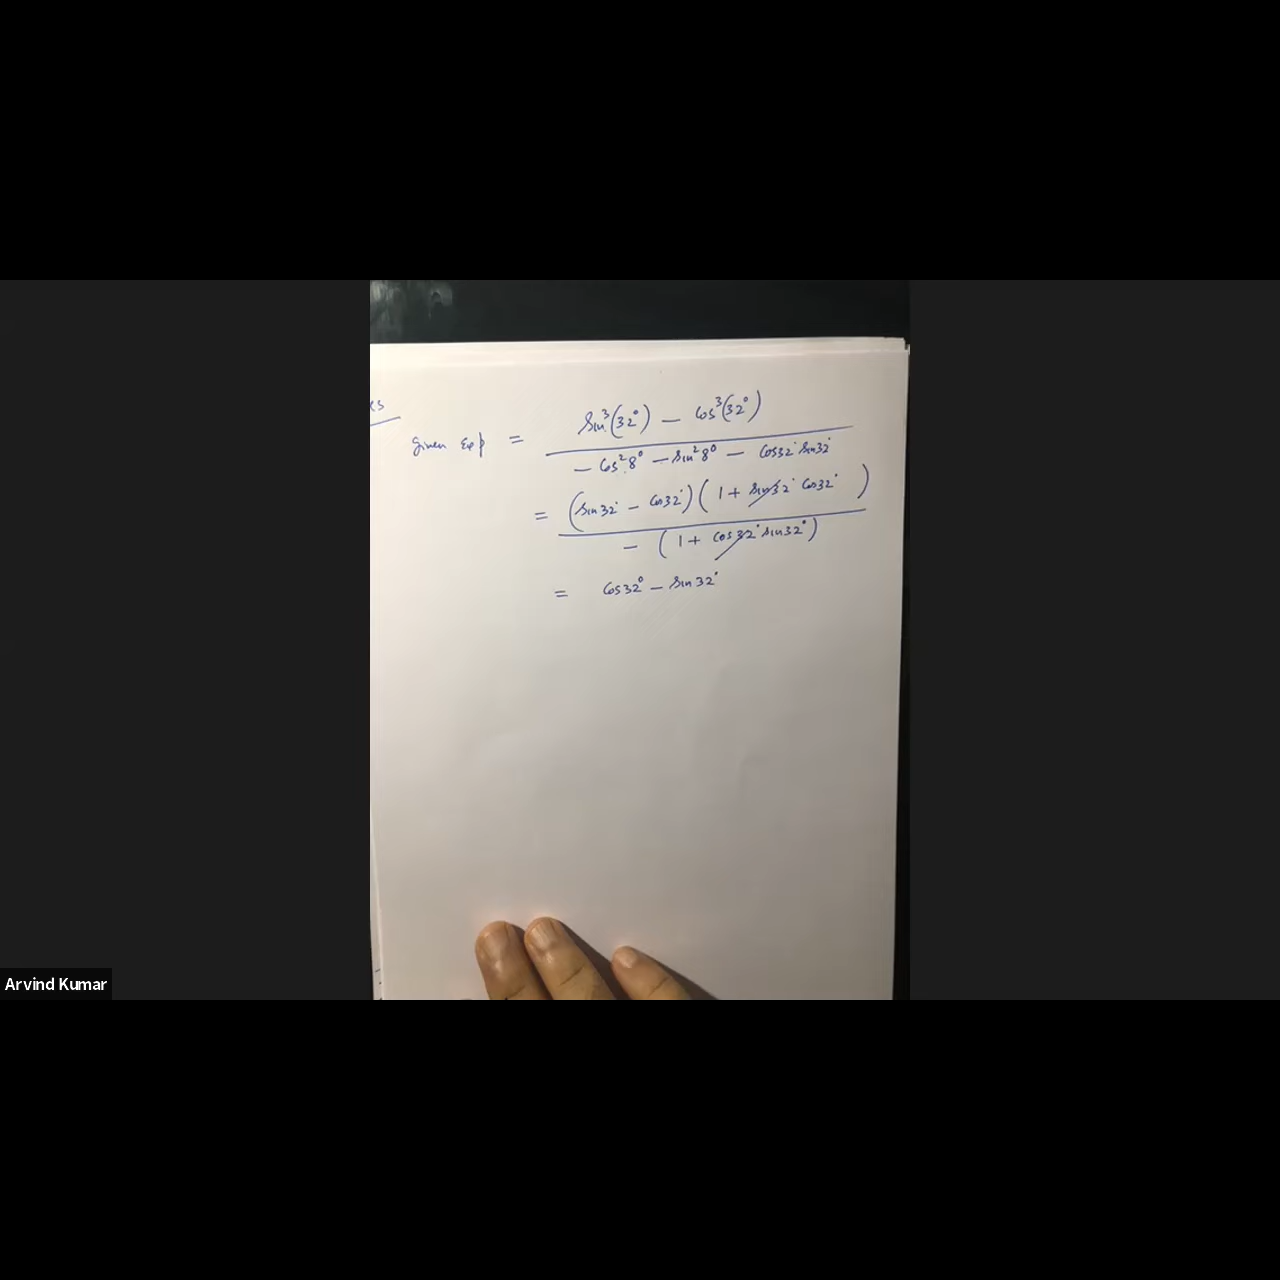 Given Exp = (sin³(32°) − cos³(32°)) / (− cos²8° − sin²8° − cos32° sin32°)
= (sin32° − cos32°)(1 + sin32° cos32°) / −(1 + cos32° sin32°)
= cos32° − sin32°
Arvind Kumar